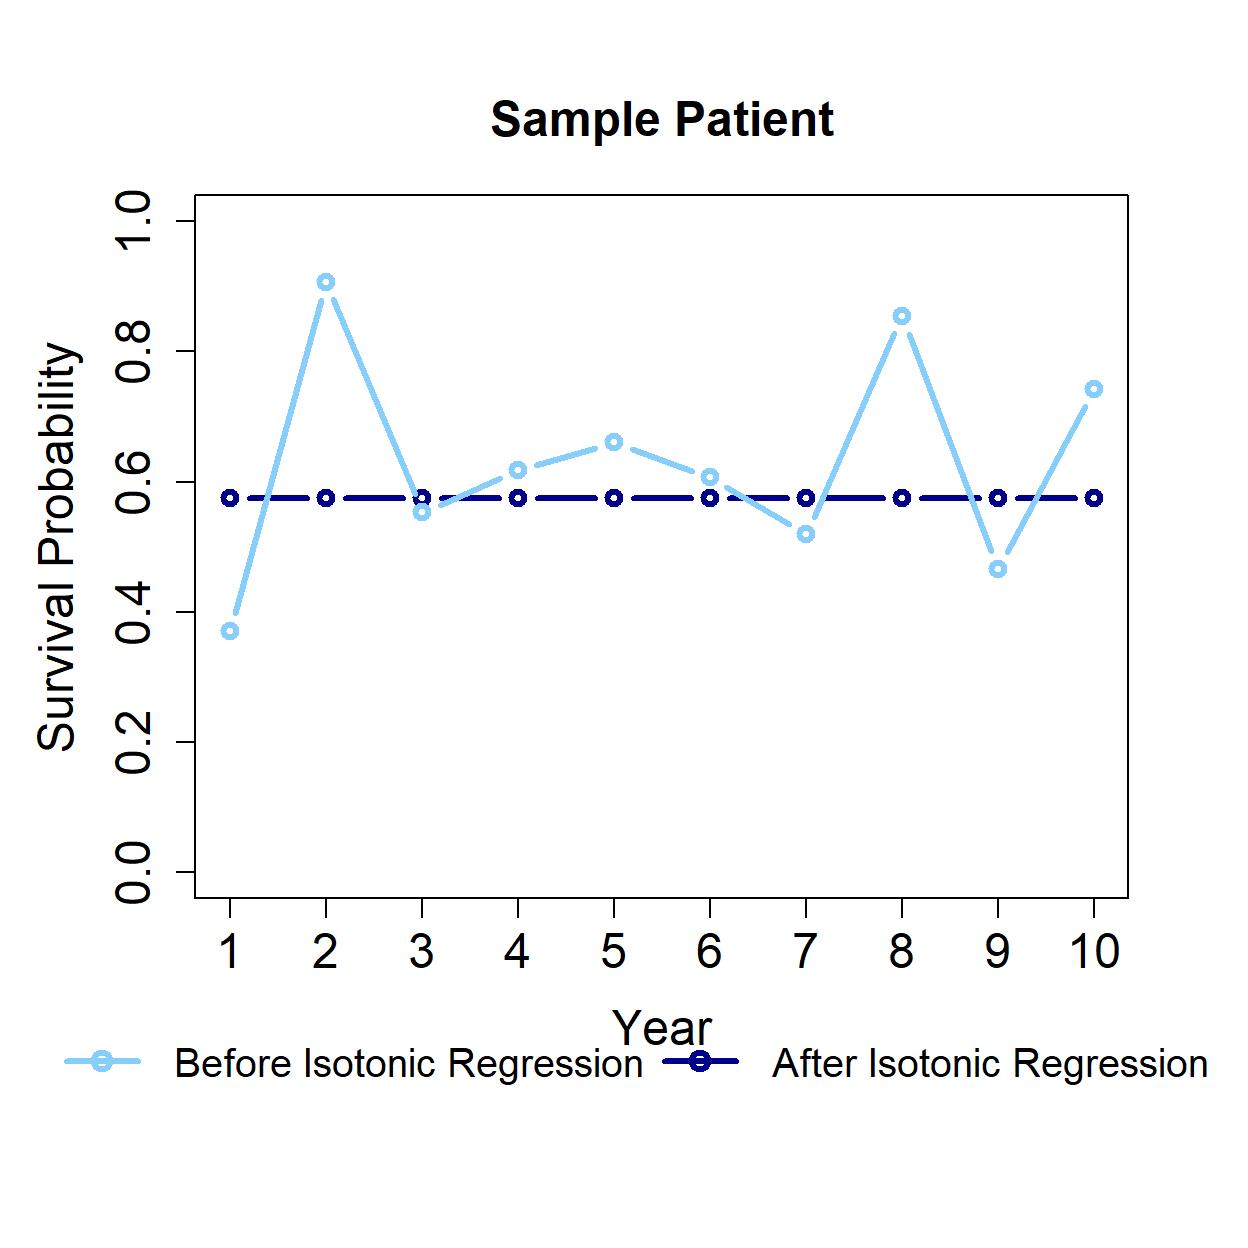 Sample Patient
Survival Probability
1.0
0.8
0.6
0.4
0.2
0.0
1 2 3 4 5 6 7 8 9 10
Year
Before Isotonic Regression After Isotonic Regression